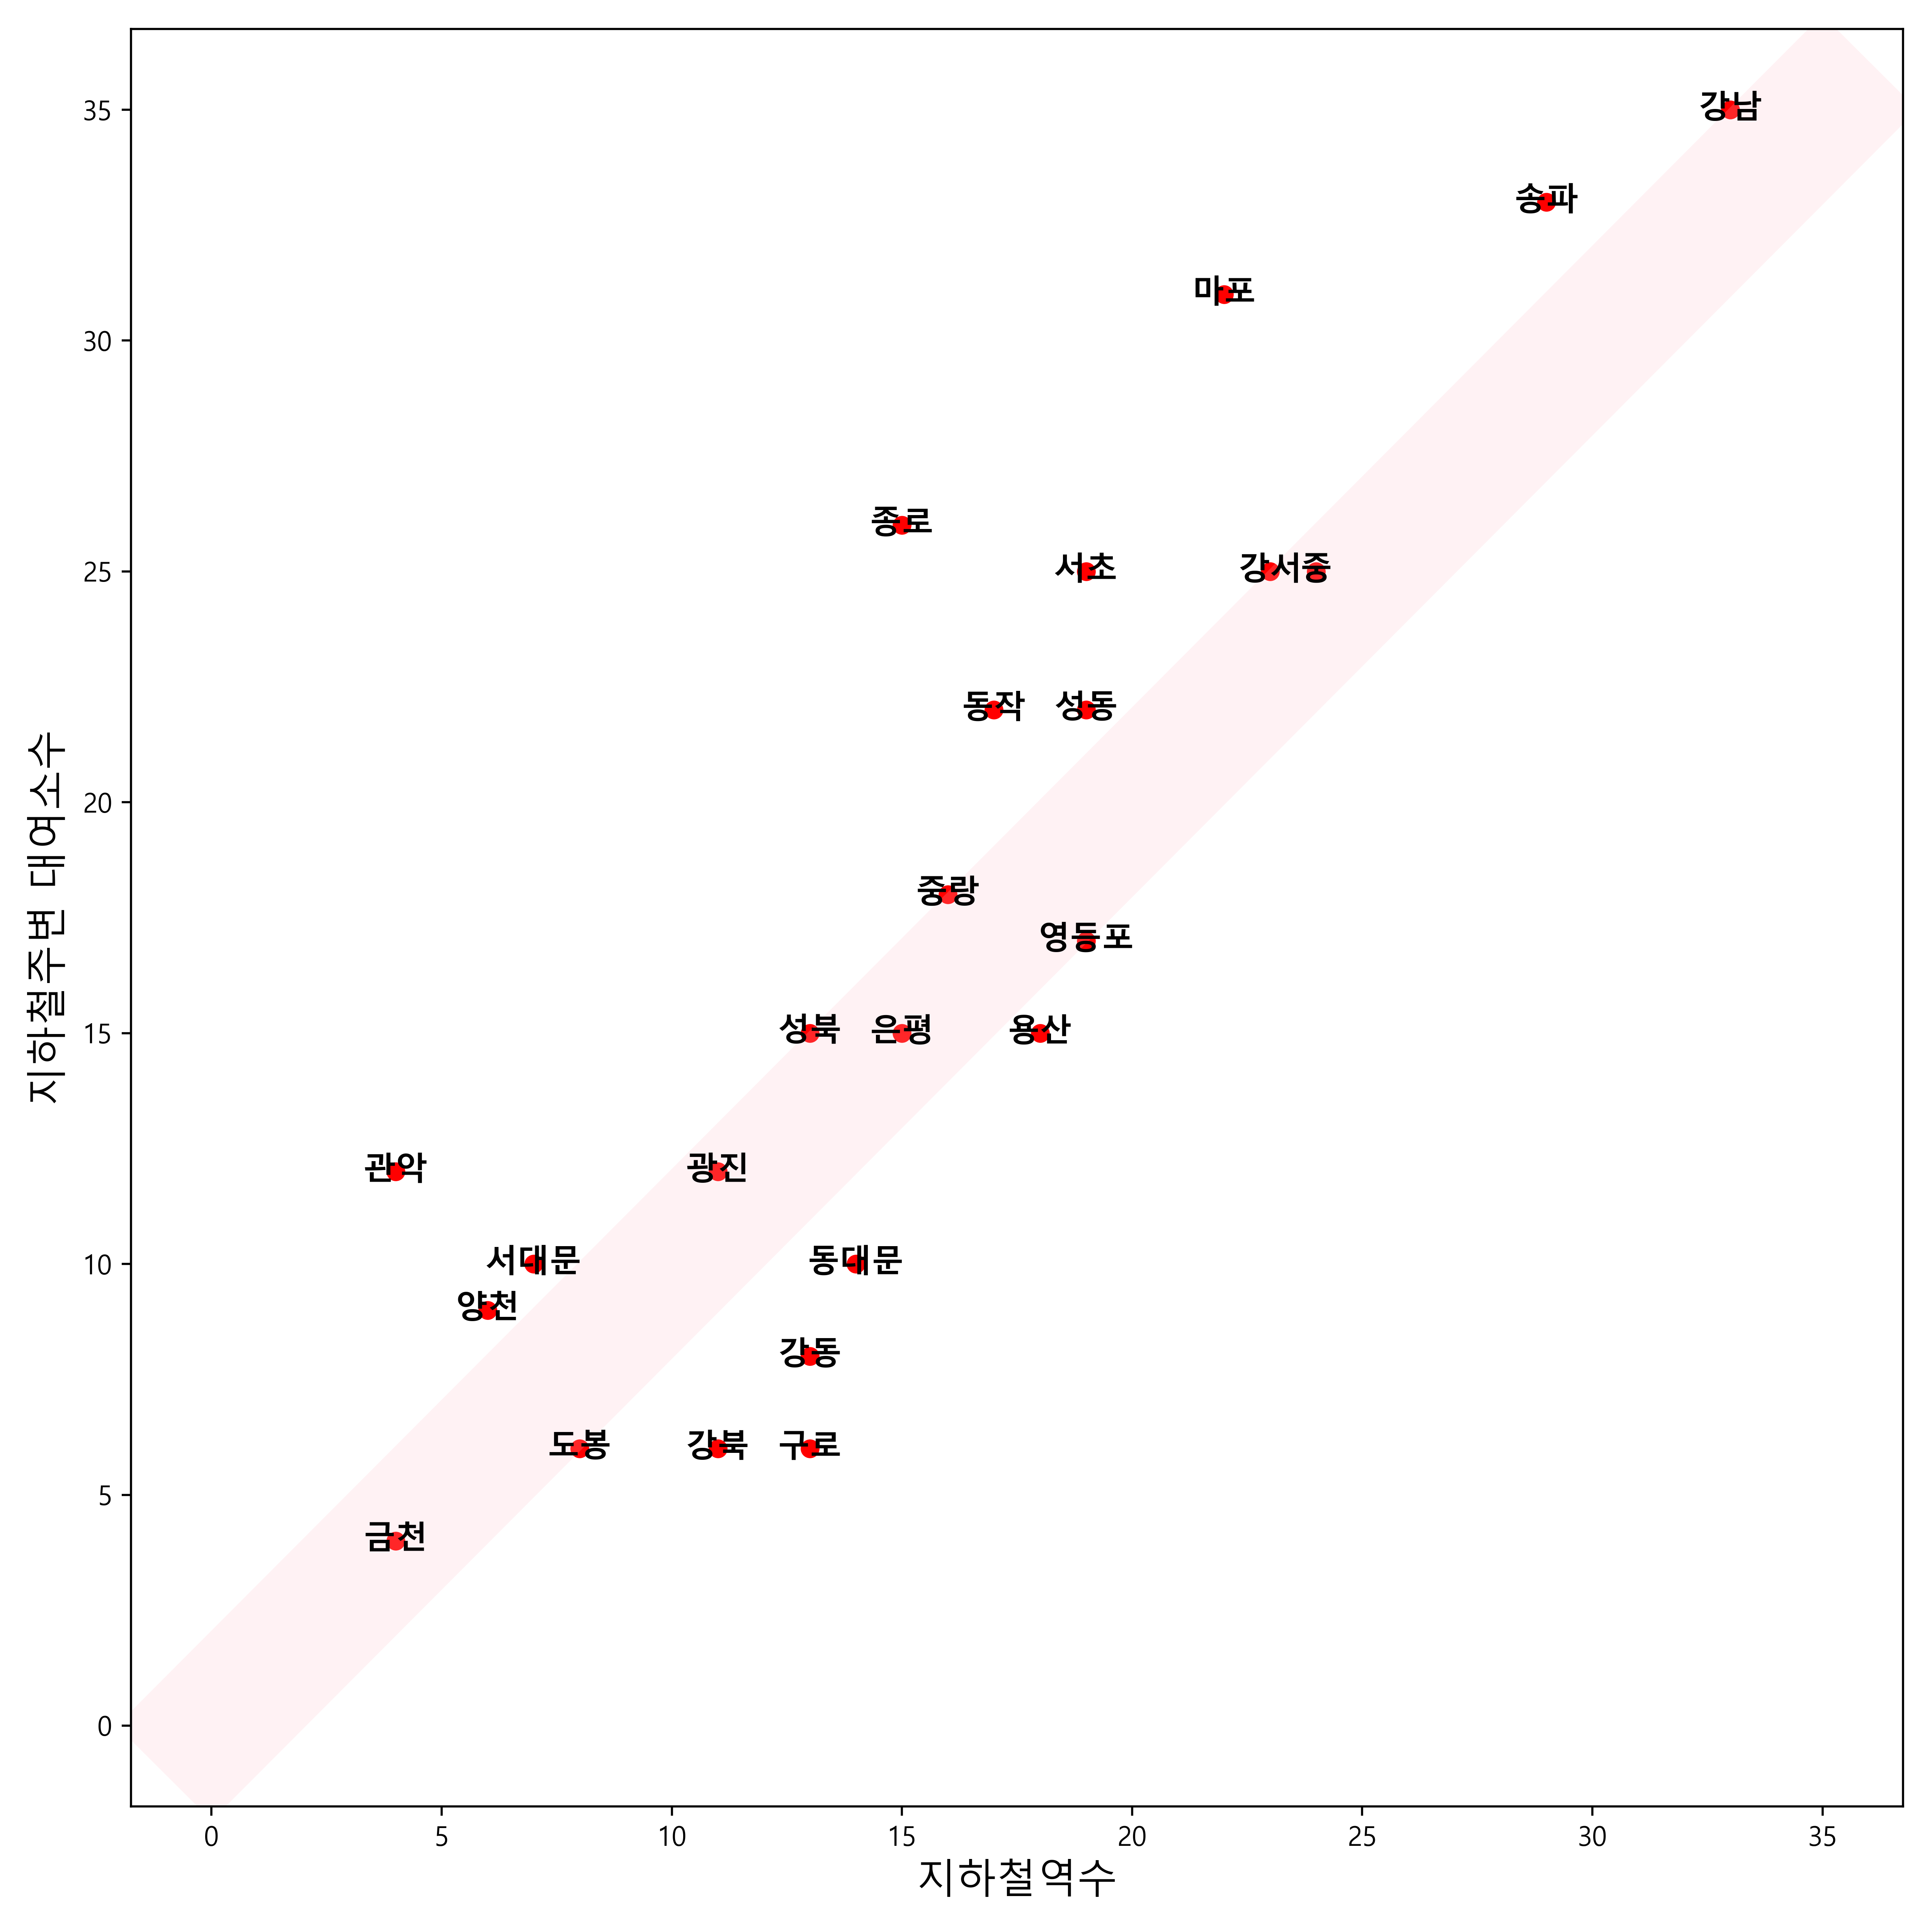 35
강남
송파
마포
30
종로
서초
강서
중
25
동작
성동
20
중랑
영등포
성북
은평
용산
15
관악
광진
서대문
동대문
10
양천
강동
도봉
강북
구로
5
금천
0
0 5 10 15 20 25 30 35
지하철역수
지하철주변 대여소수